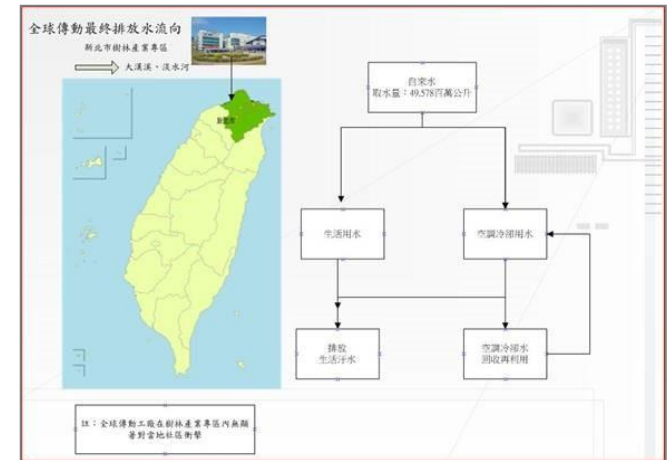 全球傳動最終排放水流向
新北市樹林產業專區
大漢溪、淡水河
新北市
自來水
取水量：49.578百萬公升
生活用水
空調冷卻用水
排放
生活汙水
空調冷卻水
回收再利用
註：全球傳動工廠在樹林產業專區內無顯
著對當地社區衝擊